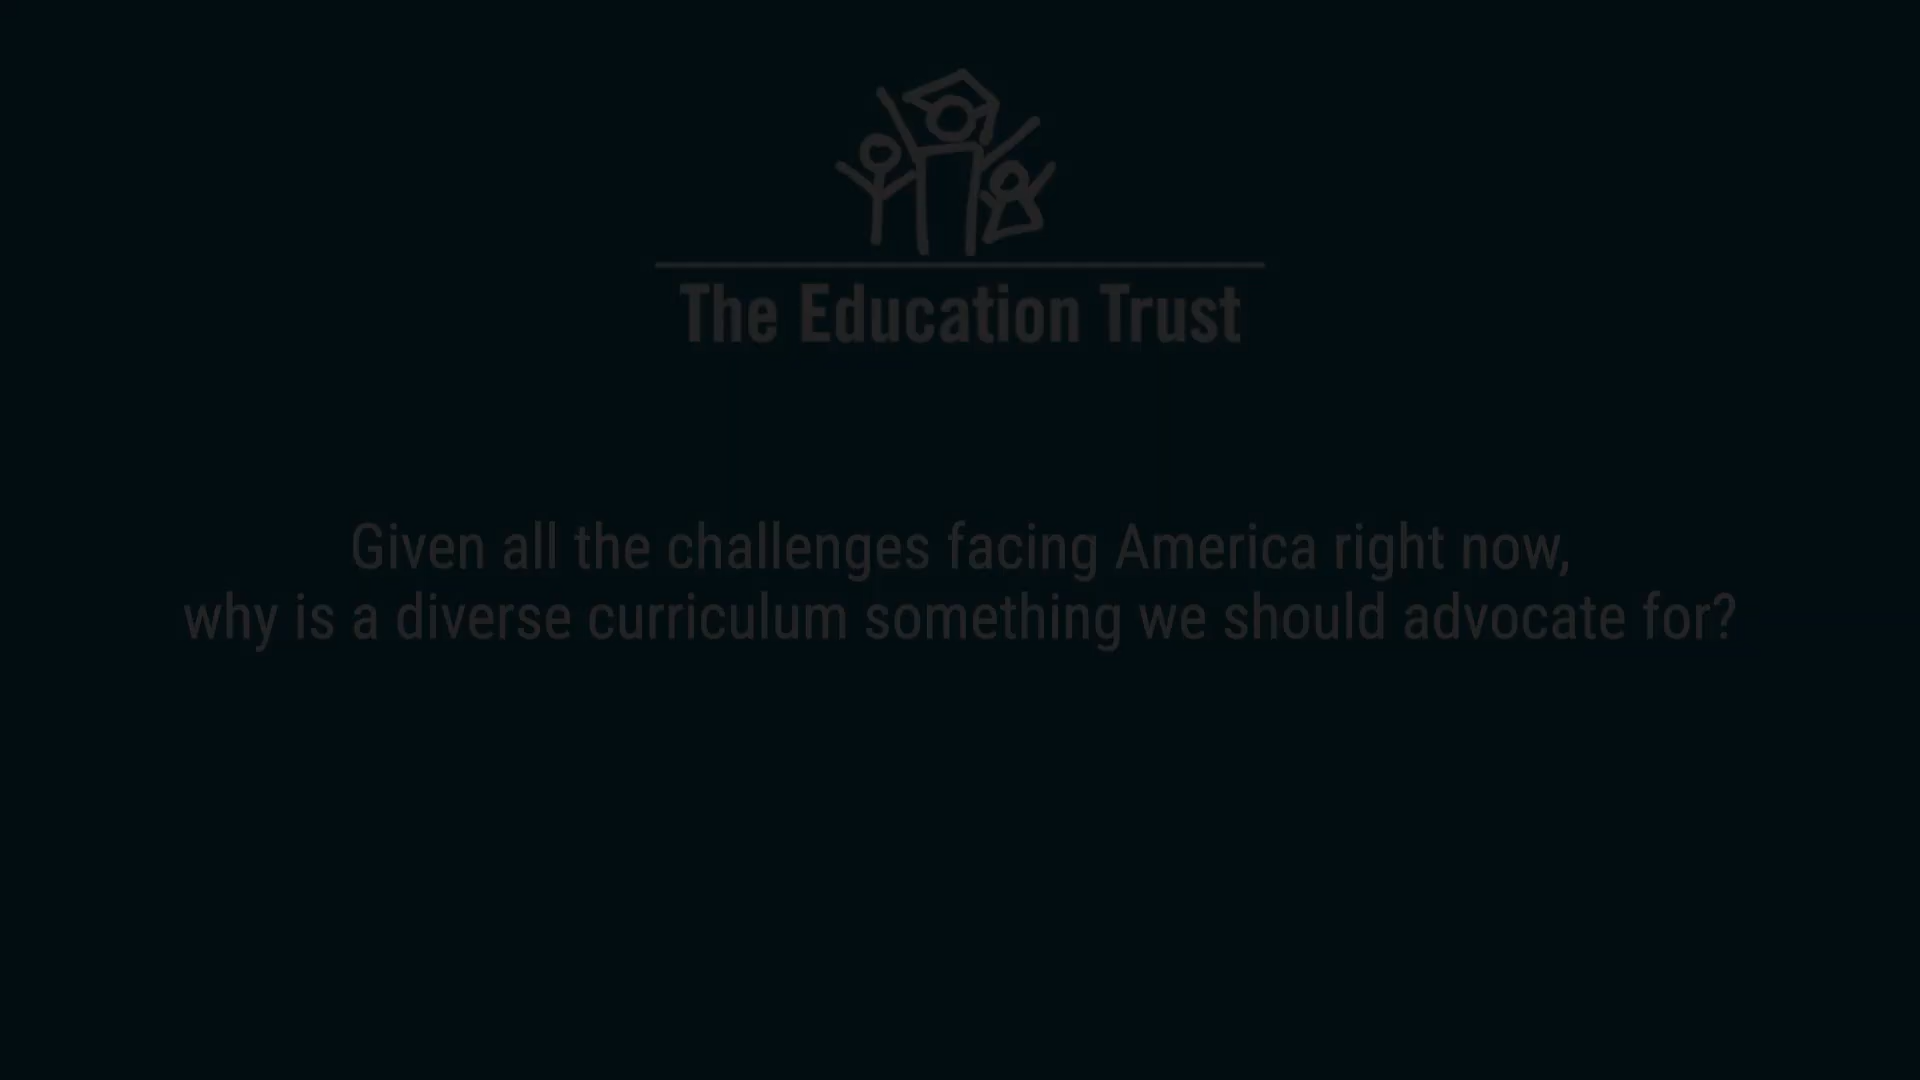 The Education Trust
Given all the challenges facing America right now,
why is a diverse curriculum something we should advocate for?